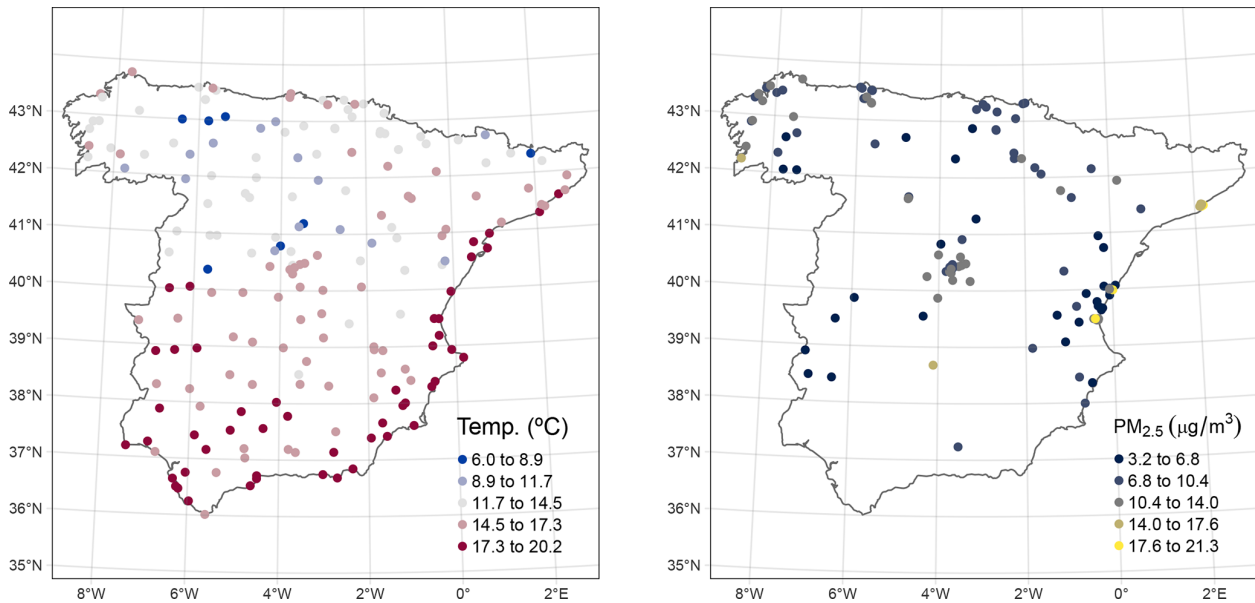 43°N
42°N
41°N
40°N
39°N
38°N
37°N
36°N
35°N
8°W
6°W
4°W
2°W
0°
2°E
Temp. (ºC)
6.0 to 8.9
8.9 to 11.7
11.7 to 14.5
14.5 to 17.3
17.3 to 20.2
43°N
42°N
41°N
40°N
39°N
38°N
37°N
36°N
35°N
8°W
6°W
4°W
2°W
0°
2°E
PM2.5 (μg/m³)
3.2 to 6.8
6.8 to 10.4
10.4 to 14.0
14.0 to 17.6
17.6 to 21.3